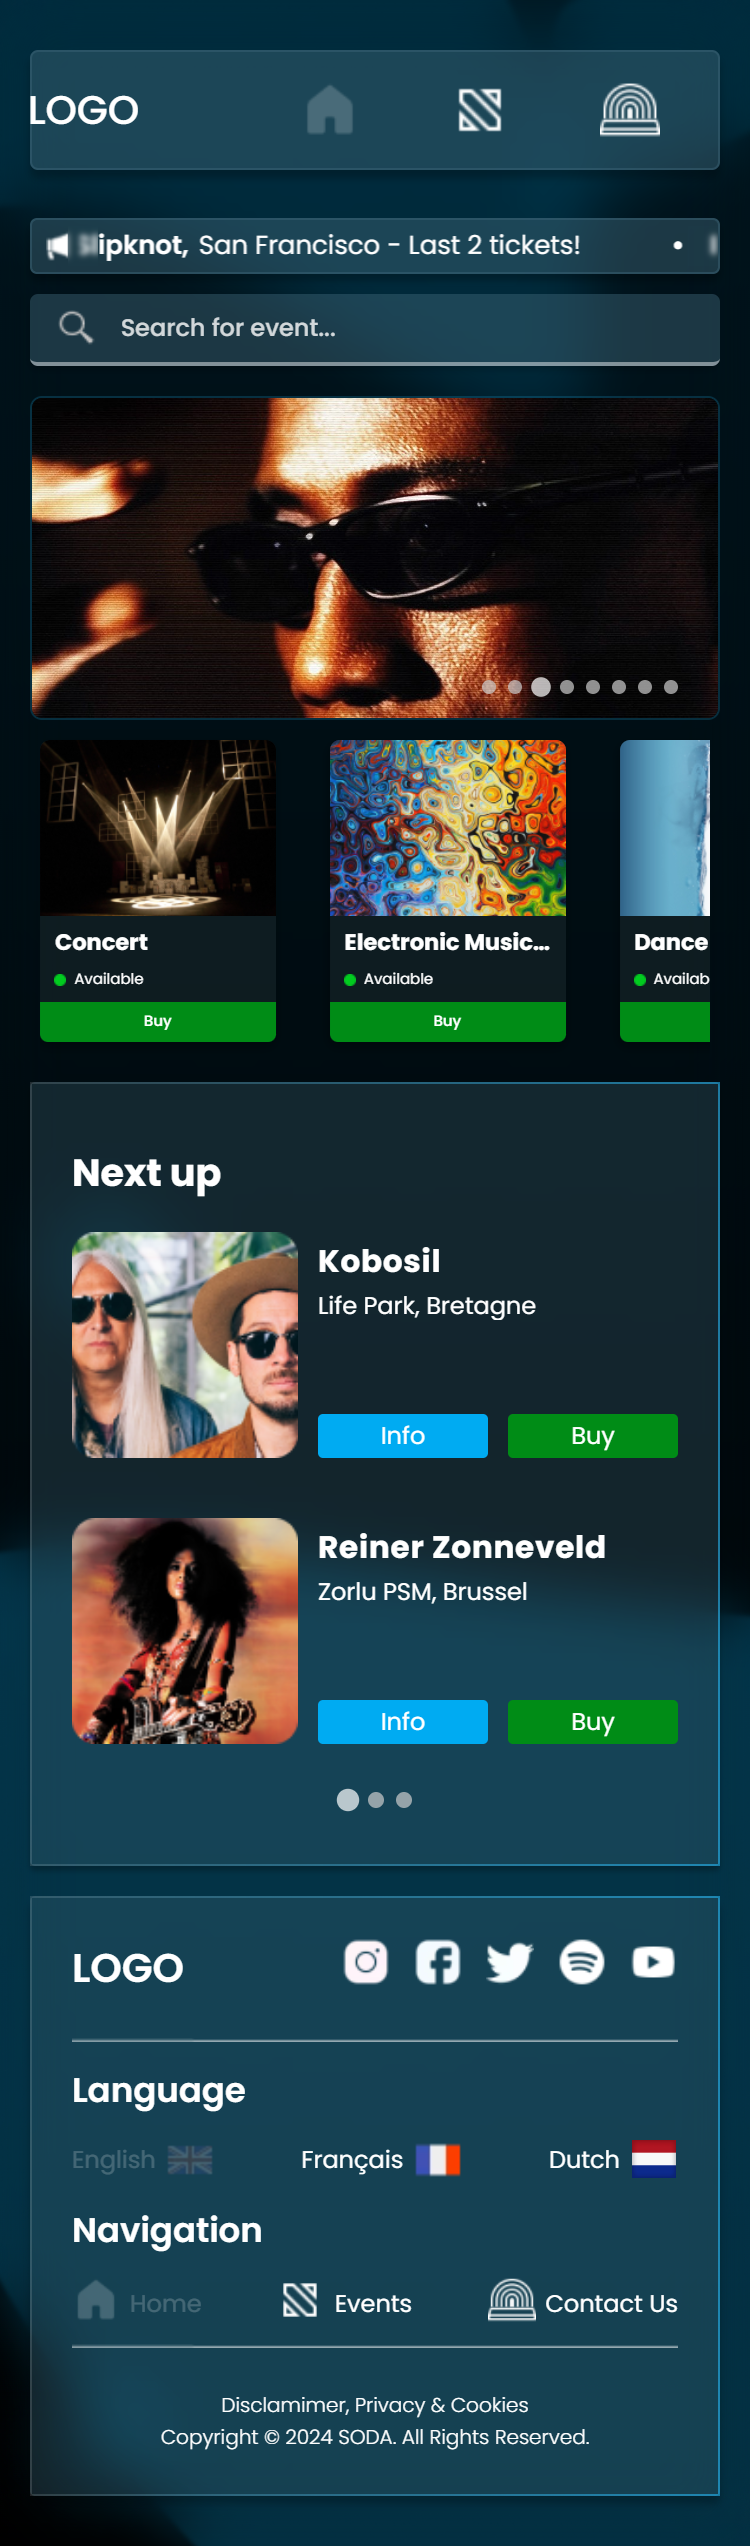 LOGO
Slipknot, San Francisco - Last 2 tickets! •
Search for event...
Concert
Electronic Music...
Dance
Available
Available
Availab
Buy
Buy
Next up
Kobosil
Life Park, Bretagne
Info
Buy
Reiner Zonneveld
Zorlu PSM, Brussel
Info
Buy
LOGO
Language
English
Français
Dutch
Navigation
Home
Events
Contact Us
Disclamimer, Privacy & Cookies
Copyright © 2024 SODA. All Rights Reserved.